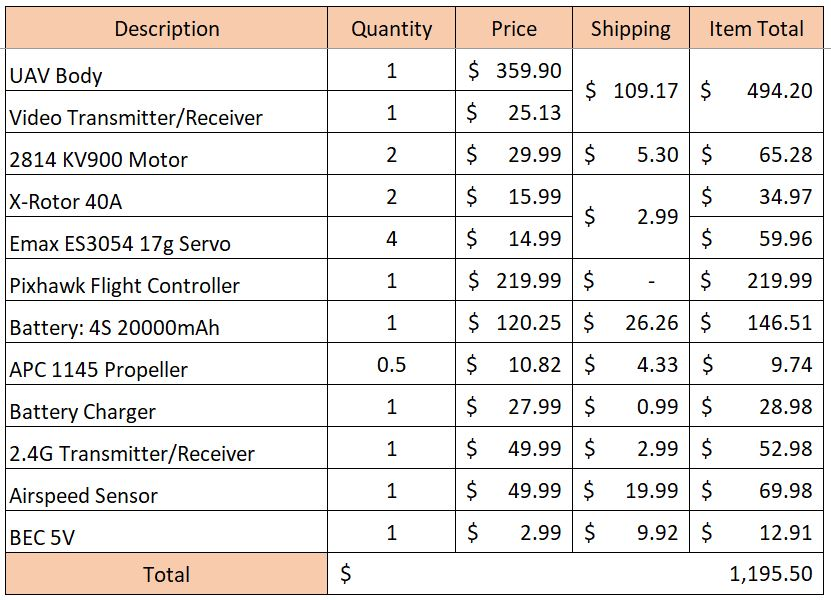 Description Quantity Price Shipping Item Total
UAV Body 1 $ 359.90 $ 109.17 $ 494.20
Video Transmitter/Receiver 1 $ 25.13
2814 KV900 Motor 2 $ 29.99 $ 5.30 $ 65.28
X-Rotor 40A 2 $ 15.99 $ 2.99 $ 34.97
Emax ES3054 17g Servo 4 $ 14.99 $ 59.96
Pixhawk Flight Controller 1 $ 219.99 $ - $ 219.99
Battery: 4S 20000mAh 1 $ 120.25 $ 26.26 $ 146.51
APC 1145 Propeller 0.5 $ 10.82 $ 4.33 $ 9.74
Battery Charger 1 $ 27.99 $ 0.99 $ 28.98
2.4G Transmitter/Receiver 1 $ 49.99 $ 2.99 $ 52.98
Airspeed Sensor 1 $ 49.99 $ 19.99 $ 69.98
BEC 5V 1 $ 2.99 $ 9.92 $ 12.91
Total $ 1,195.50